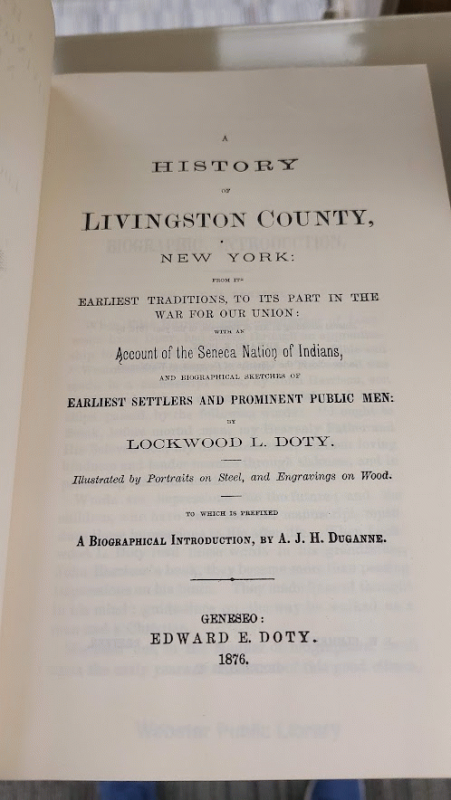 A
HISTORY
OF
LIVINGSTON COUNTY,
NEW YORK:
FROM ITS
EARLIEST TRADITIONS, TO ITS PART IN THE
WAR FOR OUR UNION:
WITH AN
Account of the Seneca Nation of Indians,
AND BIOGRAPHICAL SKETCHES OF
EARLIEST SETTLERS AND PROMINENT PUBLIC MEN:
BY
LOCKWOOD L. DOTY.
Illustrated by Portraits on Steel, and Engravings on Wood.
TO WHICH IS PREFIXED
A BIOGRAPHICAL INTRODUCTION, BY A. J. H. DUGANNE.
GENESEO:
EDWARD E. DOTY.
1876.
Webster Public Library